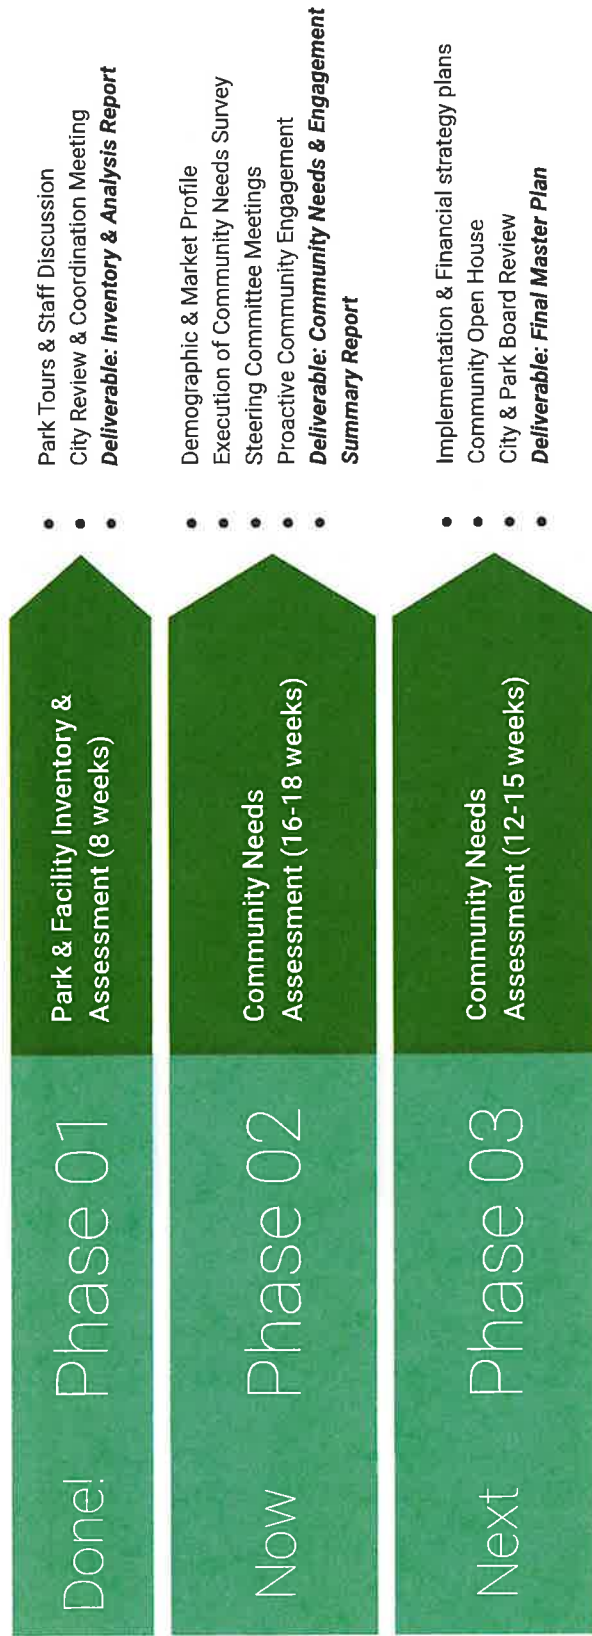 Done!
Phase 01
Park & Facility Inventory &
Assessment (8 weeks)
• Park Tours & Staff Discussion
• City Review & Coordination Meeting
• Deliverable: Inventory & Analysis Report
Now
Phase 02
Community Needs
Assessment (16-18 weeks)
• Demographic & Market Profile
• Execution of Community Needs Survey
• Steering Committee Meetings
• Proactive Community Engagement
• Deliverable: Community Needs & Engagement
Summary Report
Next
Phase 03
Community Needs
Assessment (12-15 weeks)
• Implementation & Financial strategy plans
• Community Open House
• City & Park Board Review
• Deliverable: Final Master Plan